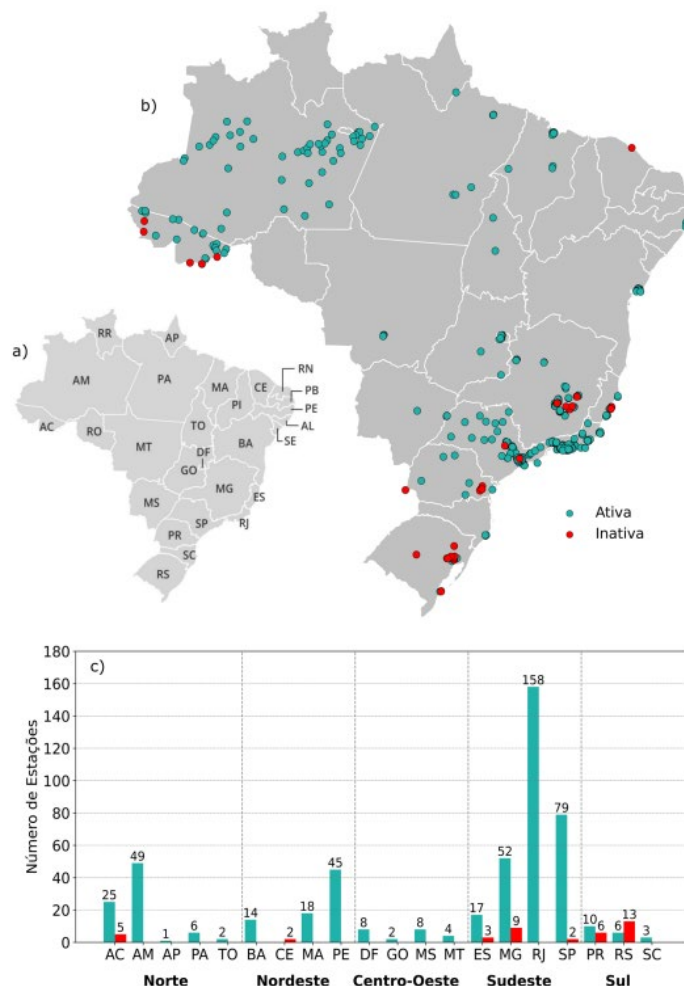 b)
a)
RR
AP
AM
PA
MA
CE
RN
PB
PE
AL
SE
PI
AC
RO
TO
MT
BA
DF
GO
MG
ES
MS
SP
RJ
PR
SC
RS
Ativa
Inativa
c)
Número de Estações
180
160
140
120
100
80
60
40
20
0
25 5 49 1 6 2 14 2 18 45 8 2 8 4 17 3 52 9 158 79 2 10 6 6 13 3
AC AM AP PA TO BA CE MA PE DF GO MS MT ES MG RJ SP PR RS SC
Norte Nordeste Centro-Oeste Sudeste Sul